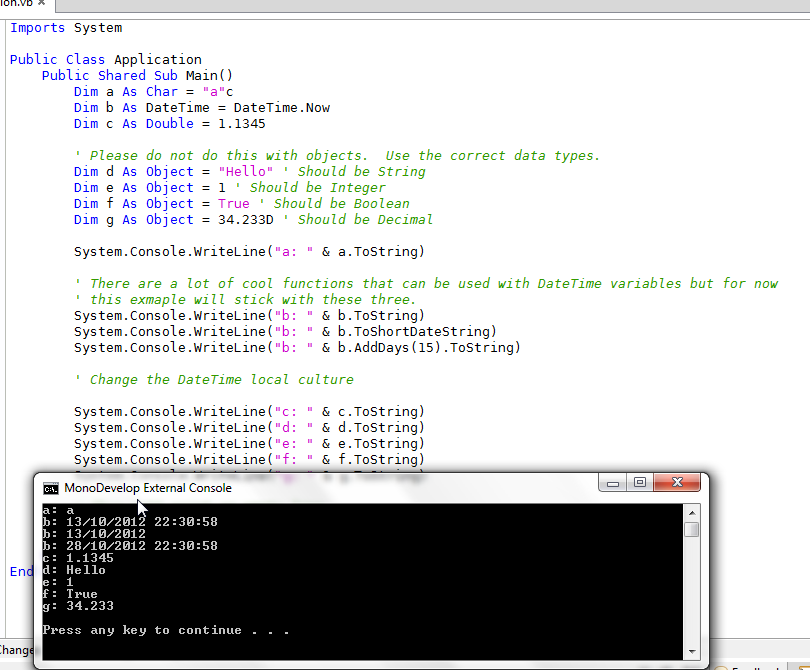 ion.vb ×
Imports System
Public Class Application
Public Shared Sub Main()
Dim a As Char = "a"c
Dim b As DateTime = DateTime.Now
Dim c As Double = 1.1345
' Please do not do this with objects.  Use the correct data types.
Dim d As Object = "Hello" ' Should be String
Dim e As Object = 1 ' Should be Integer
Dim f As Object = True ' Should be Boolean
Dim g As Object = 34.233D ' Should be Decimal
System.Console.WriteLine("a: " & a.ToString)
' There are a lot of cool functions that can be used with DateTime variables but for now
' this exmaple will stick with these three.
System.Console.WriteLine("b: " & b.ToString)
System.Console.WriteLine("b: " & b.ToShortDateString)
System.Console.WriteLine("b: " & b.AddDays(15).ToString)
' Change the DateTime local culture
System.Console.WriteLine("c: " & c.ToString)
System.Console.WriteLine("d: " & d.ToString)
System.Console.WriteLine("e: " & e.ToString)
System.Console.WriteLine("f: " & f.ToString)
End
MonoDevelop External Console
a: a
b: 13/10/2012 22:30:58
b: 13/10/2012
b: 28/10/2012 22:30:58
c: 1.1345
d: Hello
e: 1
f: True
g: 34.233
Press any key to continue . . .
Change